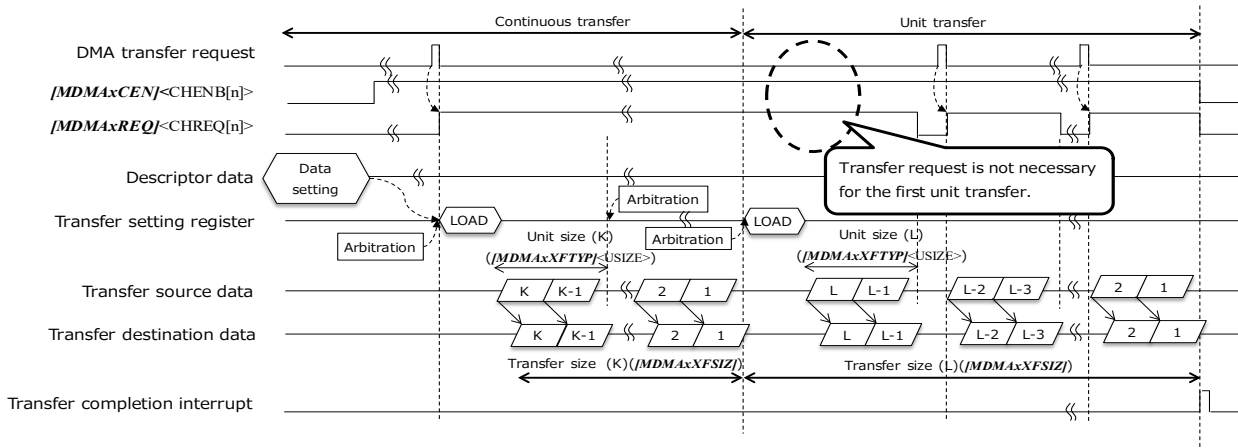 Continuous transfer
Unit transfer
DMA transfer request
[MDMAxCEN]<CHENB[n]>
[MDMAxREQ]<CHREQ[n]>
Transfer request is not necessary
for the first unit transfer.
Descriptor data
Data
setting
Transfer setting register
LOAD
Arbitration
Arbitration
Arbitration
LOAD
Unit size (K)
([MDMAxXFTYP]<USIZE>)
Unit size (L)
([MDMAxXFTYP]<USIZE>)
Transfer source data
K K-1 2 1 L L-1 L-2 L-3 2 1
Transfer destination data
K K-1 2 1 L L-1 L-2 L-3 2 1
Transfer size (K)([MDMAxXFSIZ])
Transfer size (L)([MDMAxXFSIZ])
Transfer completion interrupt